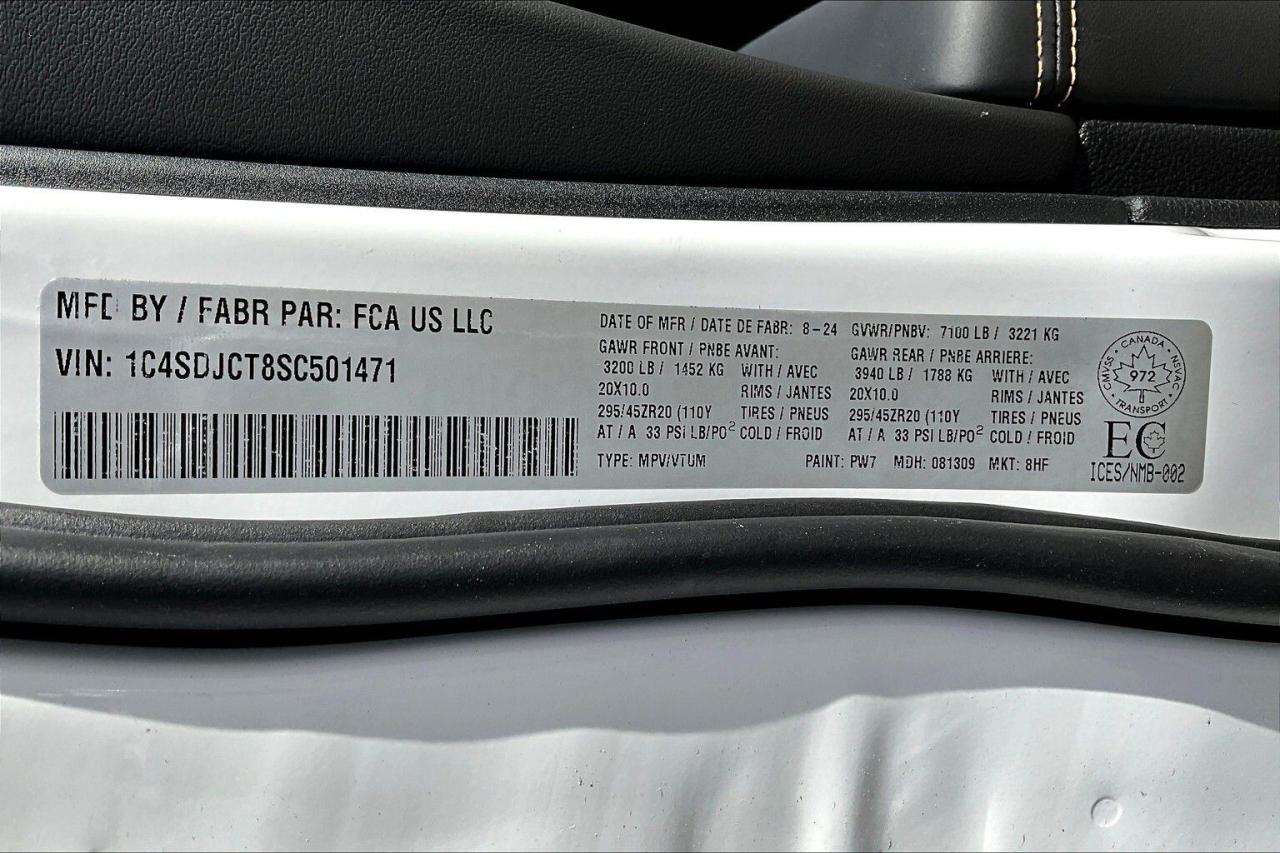 MFD BY / FABR PAR: FCA US LLC
VIN: 1C4SDJCT8SC501471
DATE OF MFR / DATE DE FABR: 8-24 GVWR/PNBV: 7100 LB / 3221 KG
GAWR FRONT / PNBE AVANT: GAWR REAR / PNBE ARRIERE:
3200 LB / 1452 KG WITH / AVEC 3940 LB / 1788 KG WITH / AVEC
20X10.0 RIMS / JANTES 20X10.0 RIMS / JANTES
295/45ZR20 (110Y TIRES / PNEUS 295/45ZR20 (110Y TIRES / PNEUS
AT / A 33 PSI LB/PO² COLD / FROID AT / A 33 PSI LB/PO² COLD / FROID
TYPE: MPV/VTUM PAINT: PW7 MDH: 081309 MKT: 8HF
CANADA
CMVSS 972 NSVAC
TRANSPORT
EC
ICES/NMB-002